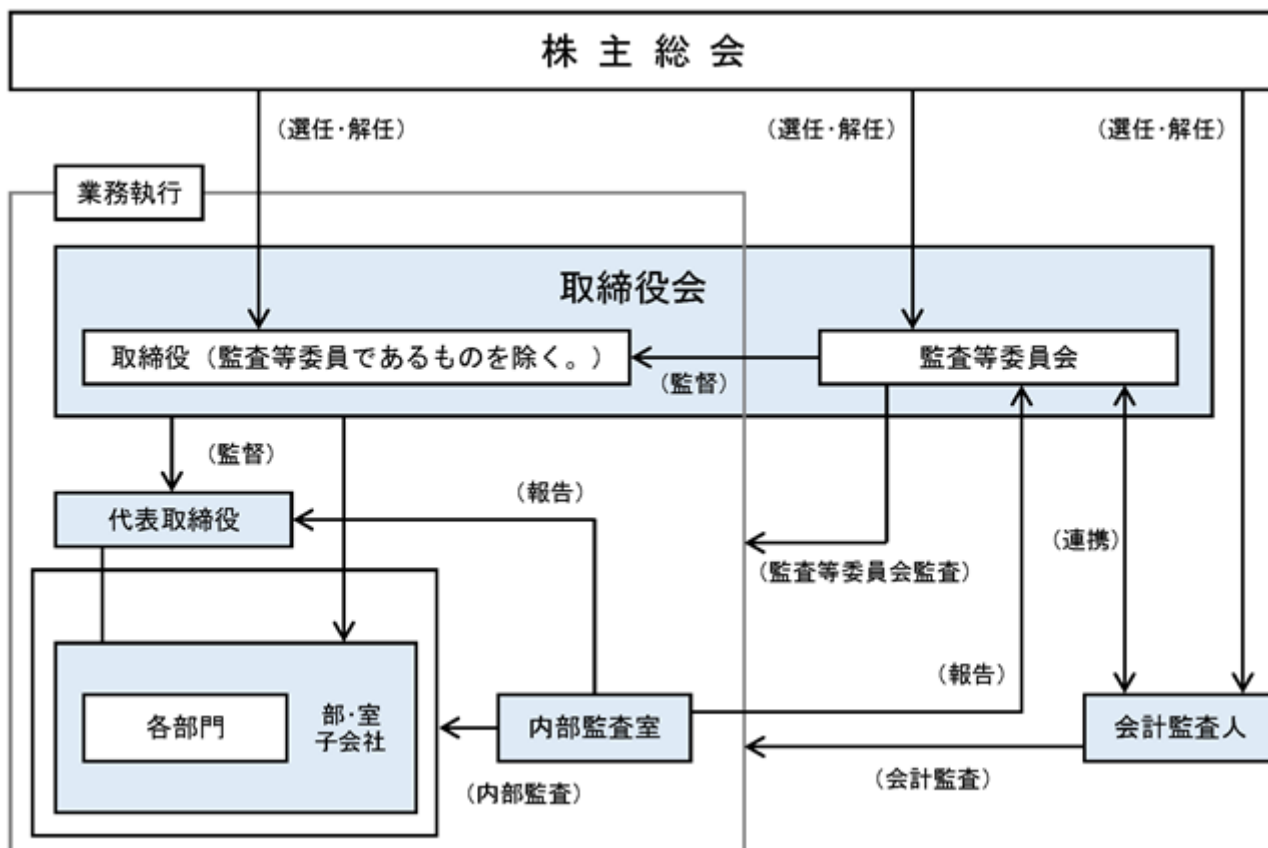 株主総会
（選任・解任）
（選任・解任）
（選任・解任）
業務執行
取締役会
取締役（監査等委員であるものを除く。）
監査等委員会
（監督）
（監督）
代表取締役
（報告）
（連携）
（監査等委員会監査）
（報告）
各部門
部・室
子会社
内部監査室
会計監査人
（内部監査）
（会計監査）